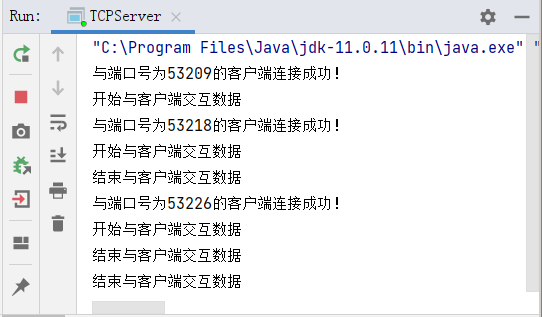 Run: TCPServer
"C:\Program Files\Java\jdk-11.0.11\bin\java.exe" "
与端口号为53209的客户端连接成功!
开始与客户端交互数据
与端口号为53218的客户端连接成功!
开始与客户端交互数据
结束与客户端交互数据
与端口号为53226的客户端连接成功!
开始与客户端交互数据
结束与客户端交互数据
结束与客户端交互数据